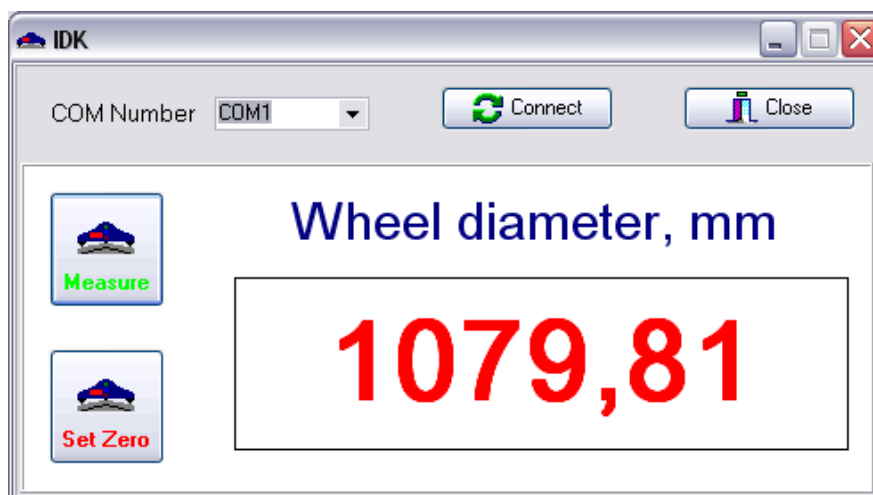 IDK
COM Number COM1 Connect Close
Wheel diameter, mm
Measure
1079,81
Set Zero